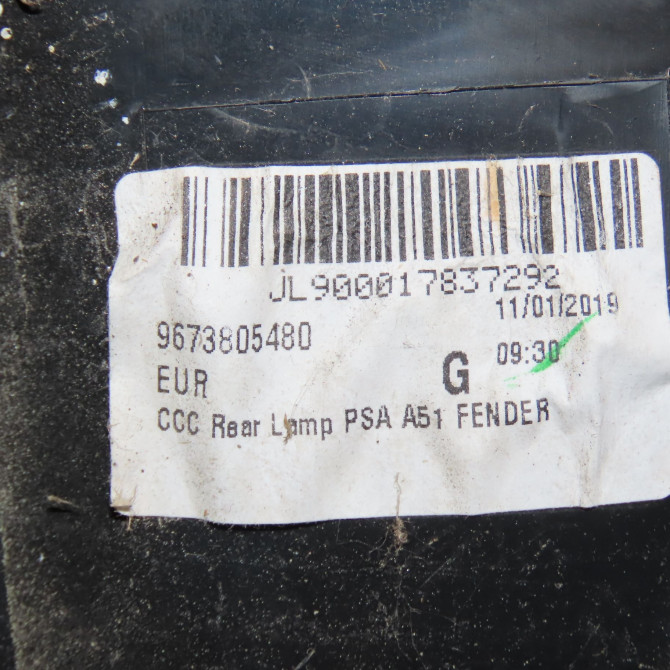 JL900017837292
11/01/2019
9673805480
G 09:30
EUR
CCC Rear Lamp PSA A51 FENDER